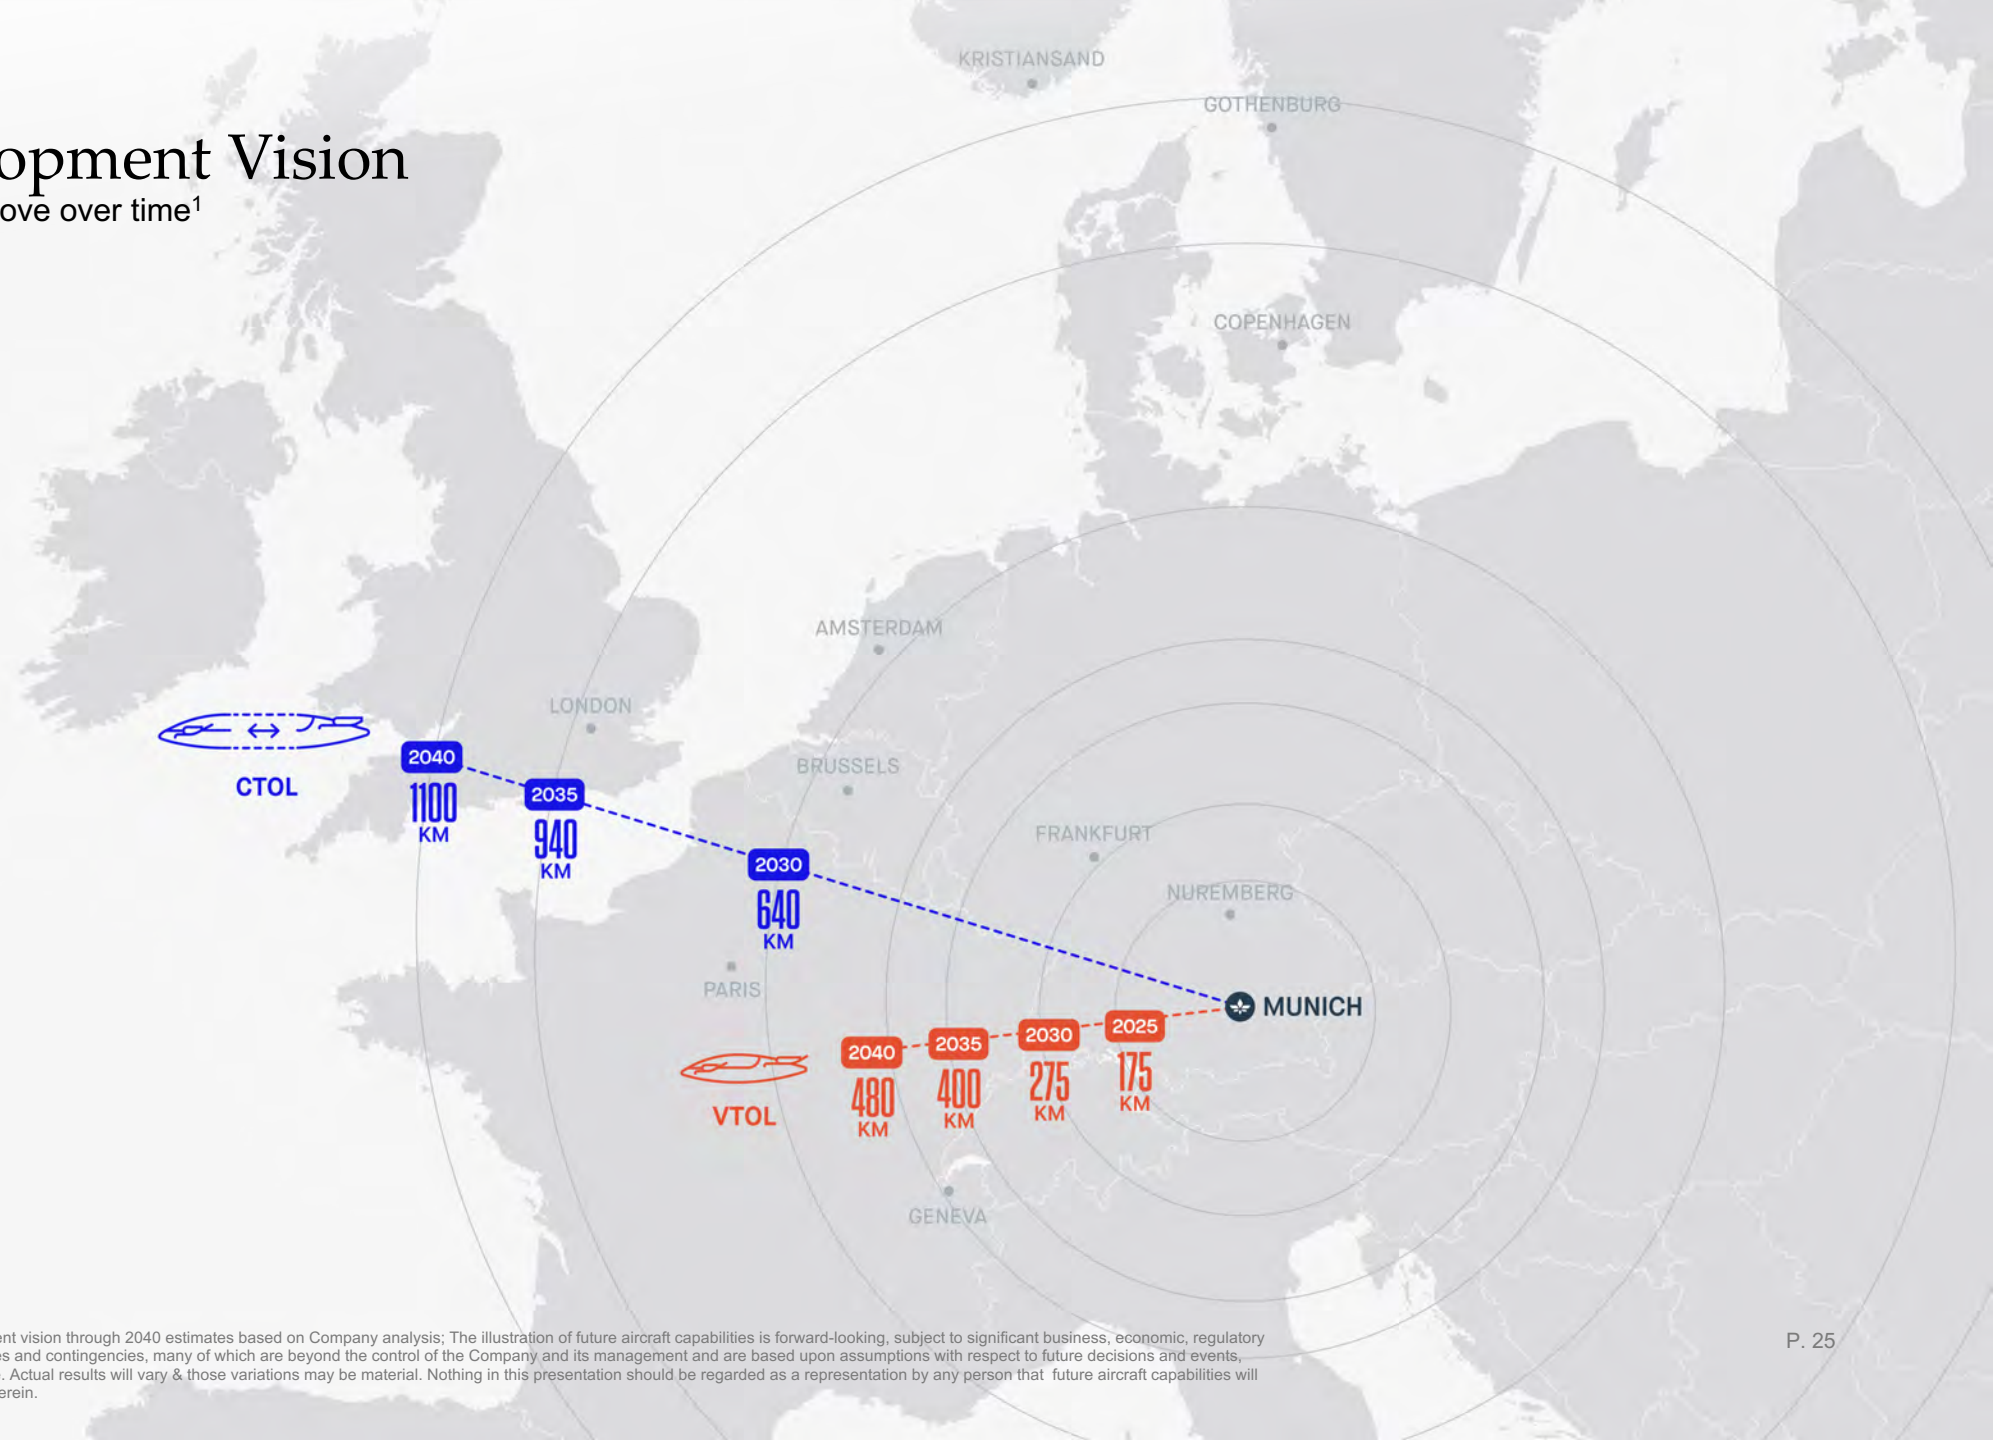 KRISTIANSAND
GOTHENBURG
opment Vision
ove over time¹
COPENHAGEN
AMSTERDAM
LONDON
BRUSSELS
FRANKFURT
NUREMBERG
PARIS
GENEVA
MUNICH
CTOL
2040
1100
KM
2035
940
KM
2030
640
KM
VTOL
2040
480
KM
2035
400
KM
2030
275
KM
2025
175
KM
ent vision through 2040 estimates based on Company analysis; The illustration of future aircraft capabilities is forward-looking, subject to significant business, economic, regulatory
es and contingencies, many of which are beyond the control of the Company and its management and are based upon assumptions with respect to future decisions and events,
. Actual results will vary & those variations may be material. Nothing in this presentation should be regarded as a representation by any person that future aircraft capabilities will
erein.
P. 25